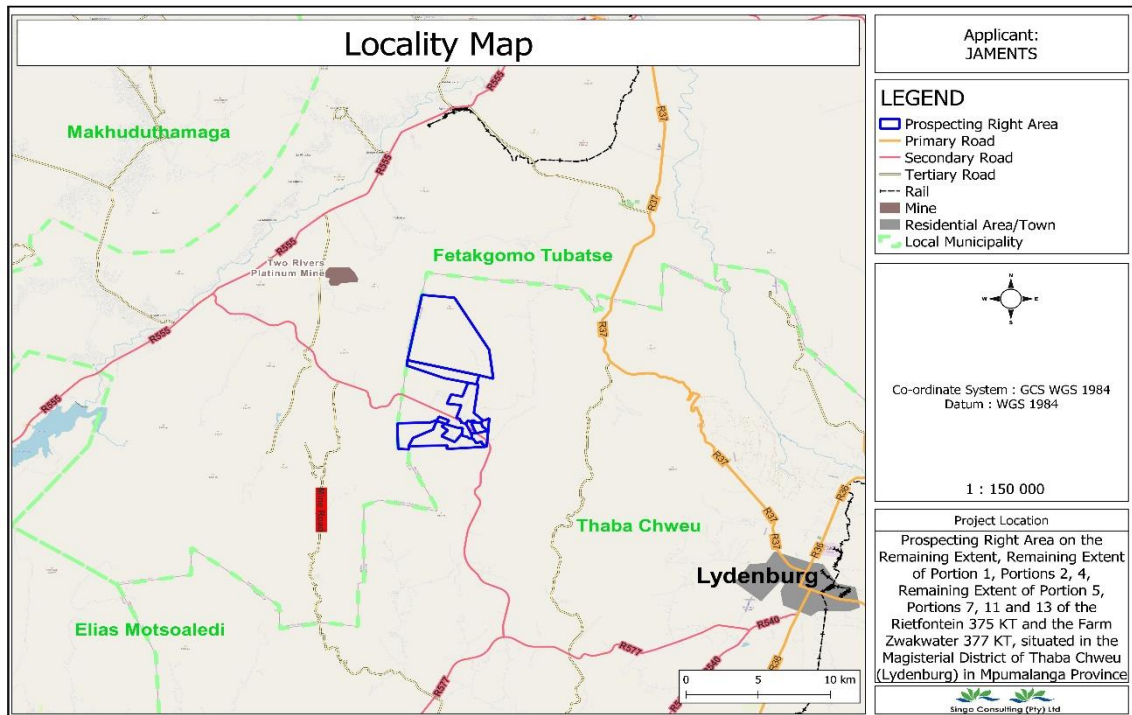 Locality Map
Makhuduthamaga
R555
R555
R555
R555
R555
R37
R37
R37
R37
R37
R37
R37
Two Rivers
Platinum Mine
Fetakgomo Tubatse
Thaba Chweu
Lydenburg
Elias Motsoaledi
R577
R577
R540
R540
R36
R36
R36
0 5 10 km
Applicant:
JAMENTS
LEGEND
Prospecting Right Area
Primary Road
Secondary Road
Tertiary Road
Rail
Mine
Residential Area/Town
Local Municipality
N
W E
S
Co-ordinate System : GCS WGS 1984
Datum : WGS 1984
1 : 150 000
Project Location
Prospecting Right Area on the
Remaining Extent, Remaining Extent
of Portion 1, Portions 2, 4,
Remaining Extent of Portion 5,
Portions 7, 11 and 13 of the
Rietfontein 375 KT and the Farm
Zwakwater 377 KT, situated in the
Magisterial District of Thaba Chweu
(Lydenburg) in Mpumalanga Province
Singo Consulting (Pty) Ltd